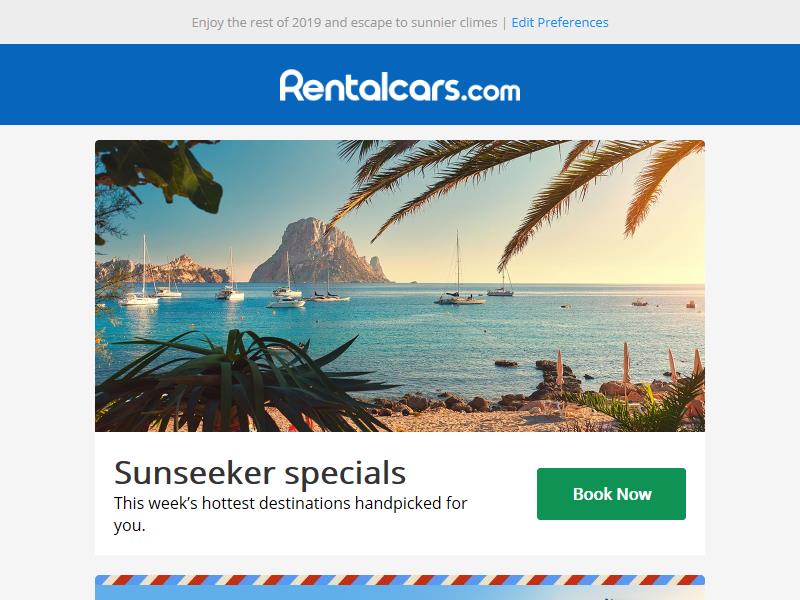 Enjoy the rest of 2019 and escape to sunnier climes | Edit Preferences
Rentalcars.com
Sunseeker specials
This week’s hottest destinations handpicked for
you.
Book Now